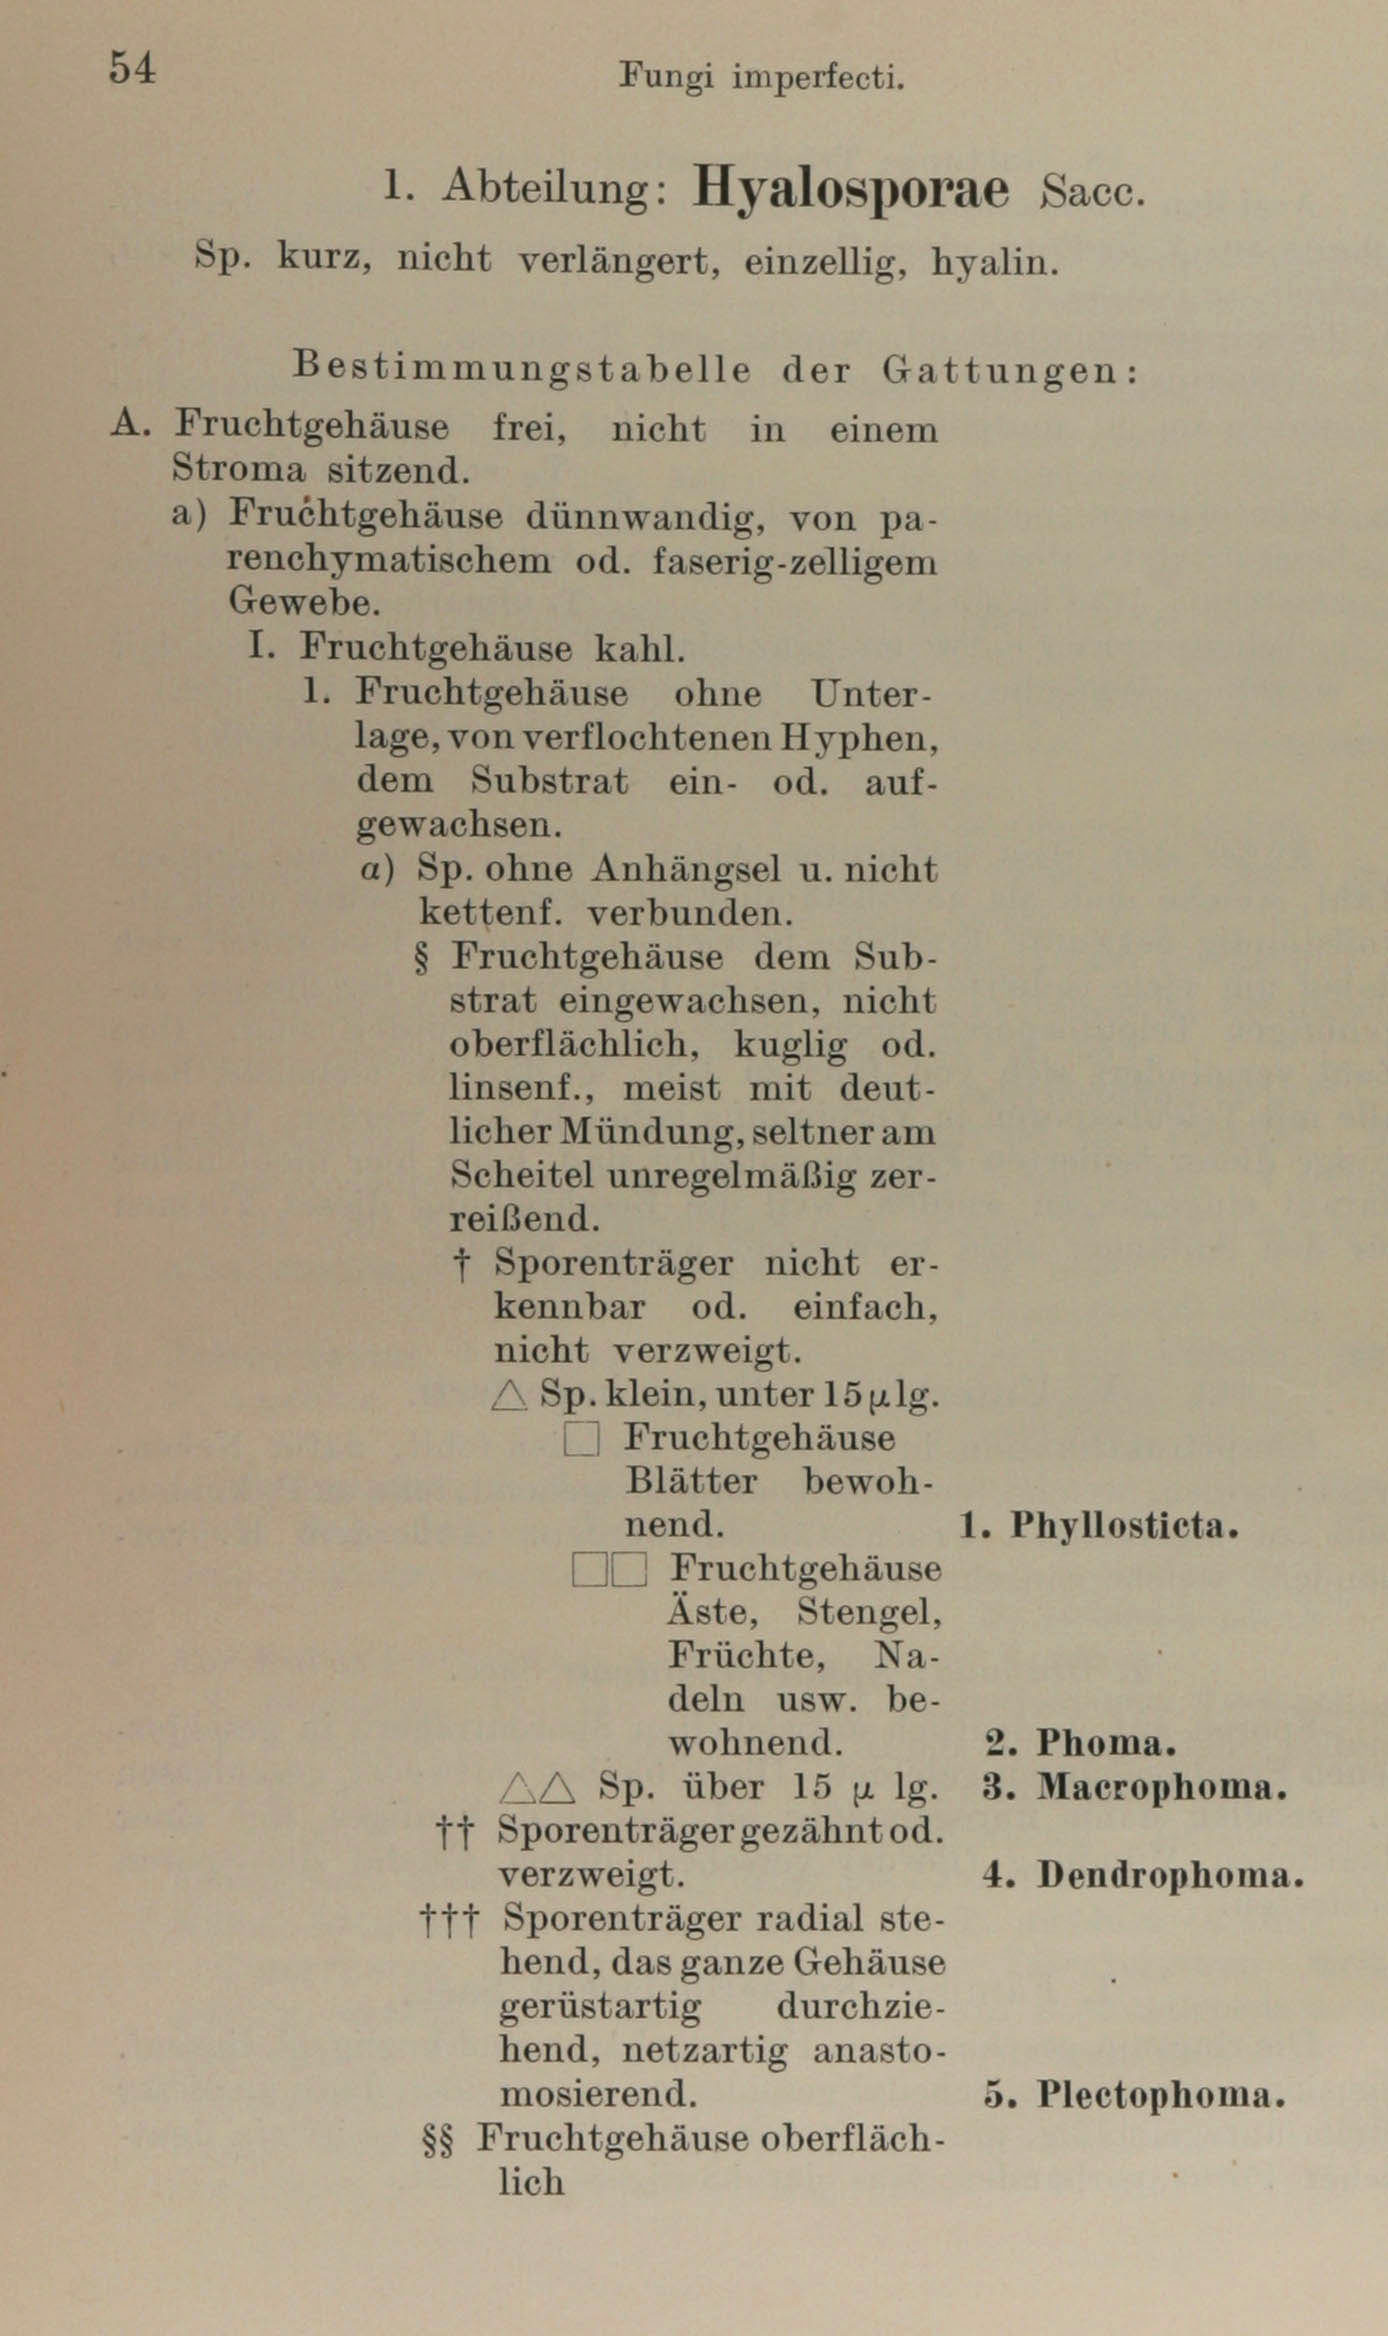 54
Fungi imperfecti.
1. Abteilung: Hyalosporae Sacc.
Sp. kurz, nicht verlängert, einzellig, hyalin.
Bestimmungstabelle der Gattungen:
A. Fruchtgehäuse frei, nicht in einem
Stroma sitzend.
a) Fruchtgehäuse dünnwandig, von pa-
renchymatischem od. faserig-zelligem
Gewebe.
I. Fruchtgehäuse kahl.
1. Fruchtgehäuse ohne Unter-
lage, von verflochtenen Hyphen,
dem Substrat ein- od. auf-
gewachsen.
α) Sp. ohne Anhängsel u. nicht
kettenf. verbunden.
§ Fruchtgehäuse dem Sub-
strat eingewachsen, nicht
oberflächlich, kuglig od.
linsenf., meist mit deut-
licher Mündung, seltner am
Scheitel unregelmäßig zer-
reißend.
† Sporenträger nicht er-
kennbar od. einfach,
nicht verzweigt.
△ Sp. klein, unter 15 µ lg.
□ Fruchtgehäuse
Blätter bewoh-
nend. 1. Phyllosticta.
□□ Fruchtgehäuse
Äste, Stengel,
Früchte, Na-
deln usw. be-
wohnend. 2. Phoma.
△△ Sp. über 15 µ lg. 3. Macrophoma.
†† Sporenträger gezähnt od.
verzweigt. 4. Dendrophoma.
††† Sporenträger radial ste-
hend, das ganze Gehäuse
gerüstartig durchzie-
hend, netzartig anasto-
mosierend. 5. Plectophoma.
§§ Fruchtgehäuse oberfläch-
lich